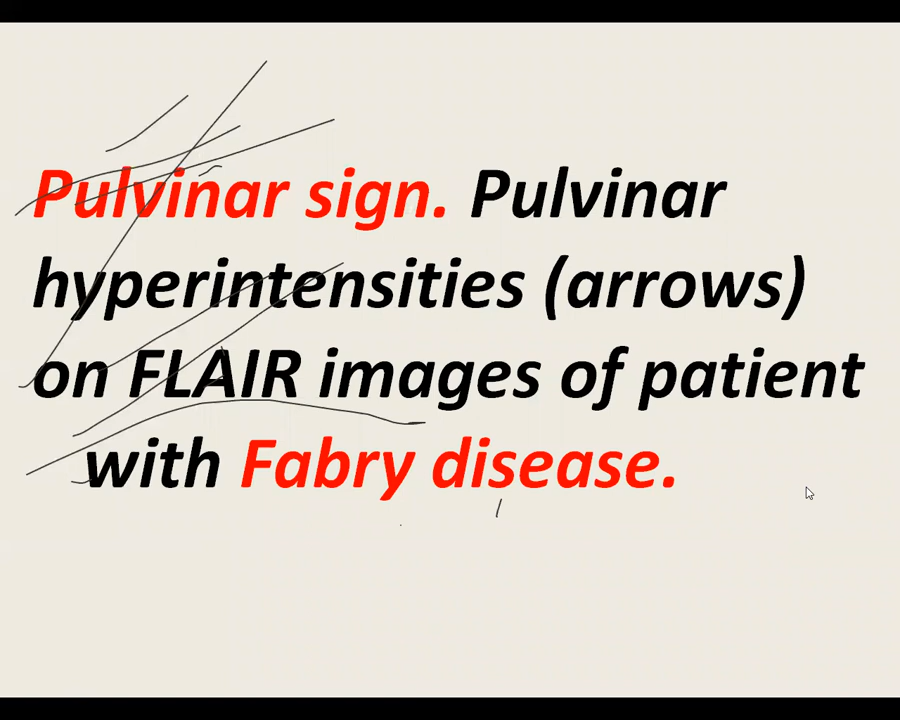 Pulvinar sign. Pulvinar
hyperintensities (arrows)
on FLAIR images of patient
with Fabry disease.